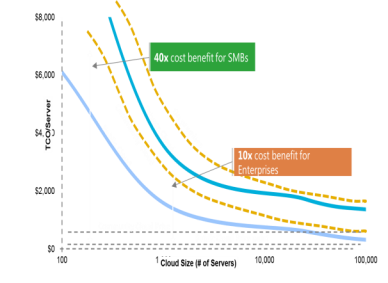 $8,000
40x cost benefit for SMBs
$6,000
TCO/Server
$4,
10x cost benefit for
Enterprises
$2,000
$0
100
10,000
100,000
Cloud Size (# of Servers)